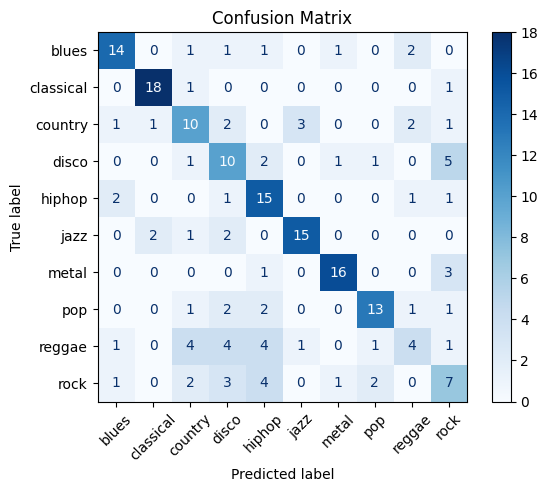 Confusion Matrix
True label
blues 14 0 1 1 1 0 1 0 2 0
classical 0 18 1 0 0 0 0 0 0 1
country 1 1 10 2 0 3 0 0 2 1
disco 0 0 1 10 2 0 1 1 0 5
hiphop 2 0 0 1 15 0 0 0 1 1
jazz 0 2 1 2 0 15 0 0 0 0
metal 0 0 0 0 1 0 16 0 0 3
pop 0 0 1 2 2 0 0 13 1 1
reggae 1 0 4 4 4 1 0 1 4 1
rock 1 0 2 3 4 0 1 2 0 7
blues classical country disco hiphop jazz metal pop reggae rock
Predicted label
18
16
14
12
10
8
6
4
2
0